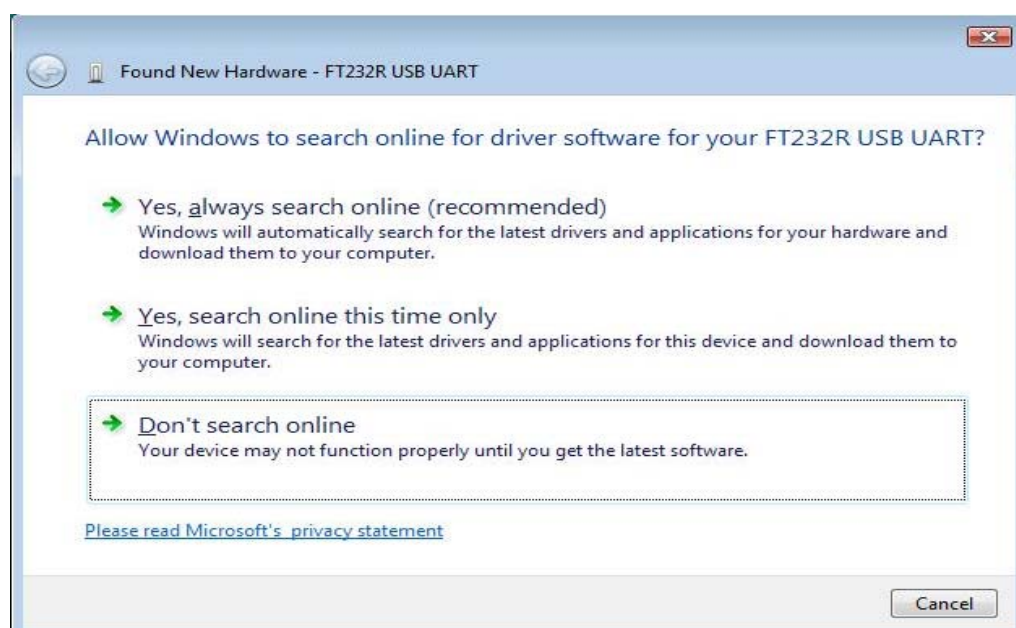 Found New Hardware - FT232R USB UART
Allow Windows to search online for driver software for your FT232R USB UART?
Yes, always search online (recommended)
Windows will automatically search for the latest drivers and applications for your hardware and
download them to your computer.
Yes, search online this time only
Windows will search for the latest drivers and applications for this device and download them to
your computer.
Don't search online
Your device may not function properly until you get the latest software.
Please read Microsoft's privacy statement
Cancel